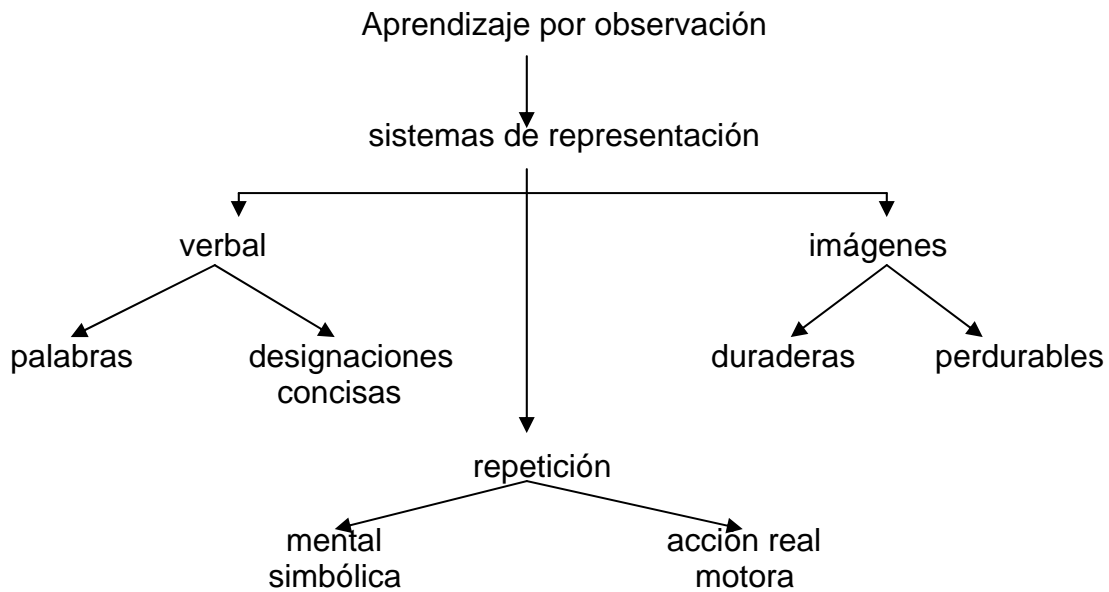 Aprendizaje por observación
sistemas de representación
verbal
imágenes
palabras
designaciones
concisas
duraderas
perdurables
repetición
mental
simbólica
acción real
motora